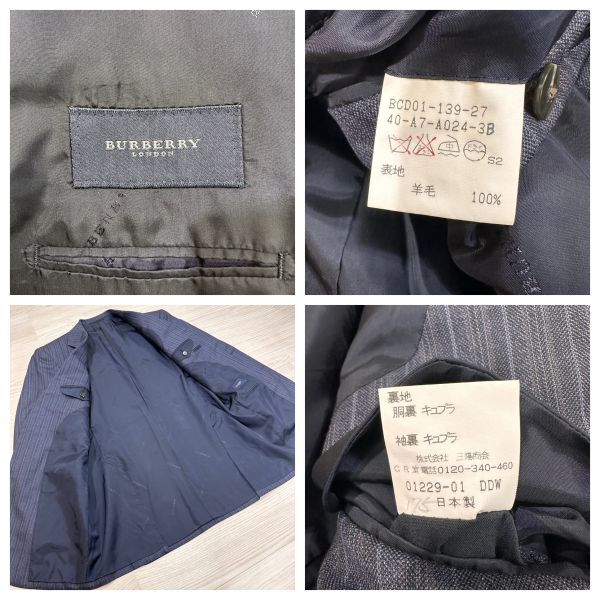 BURBERRY
LONDON
BCD01-139-27
40-A7-A024-3B
S2
表地
羊毛 100%
裏地
胴裏 キュプラ
袖裏 キュプラ
株式会社 三陽商会
CR室電話0120-340-460
01229-01 DDW
日本製